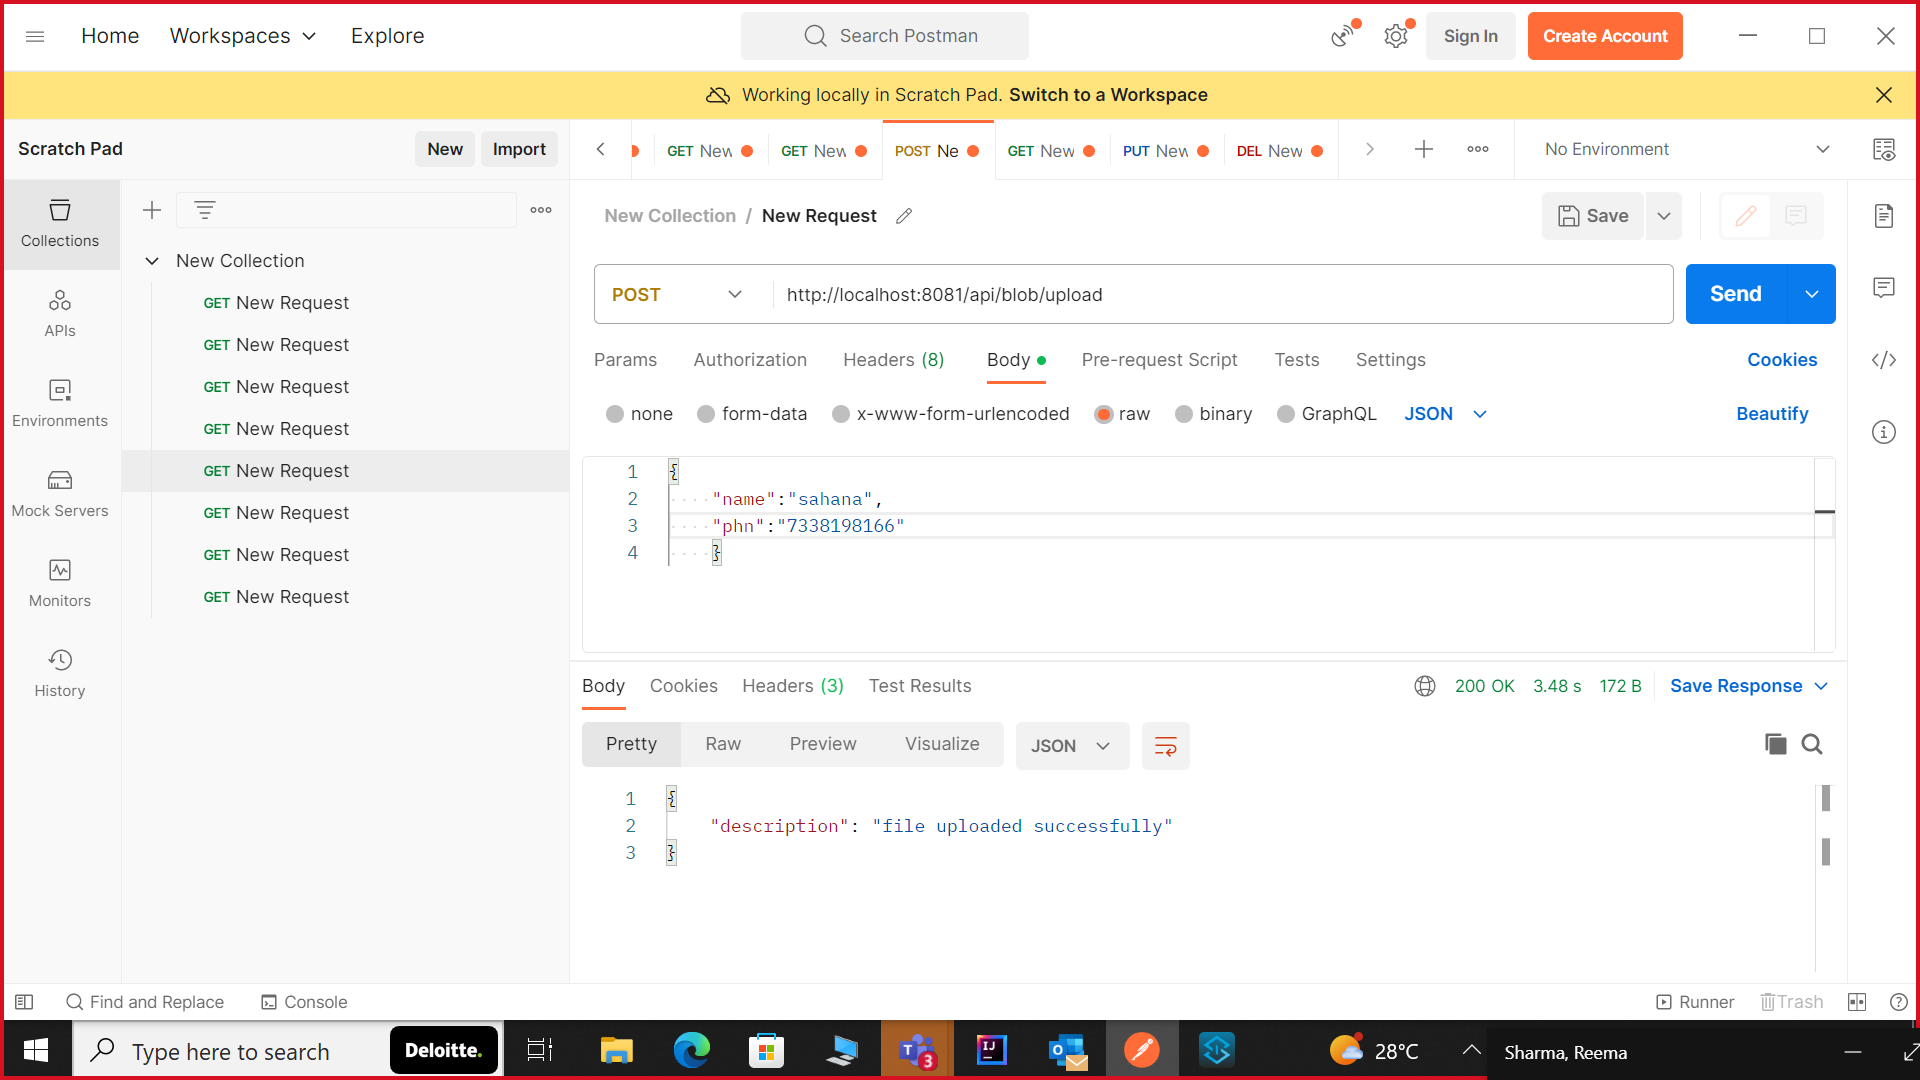 Home Workspaces Explore Search Postman Sign In Create Account
Working locally in Scratch Pad. Switch to a Workspace
Scratch Pad New Import GET New GET New POST Ne GET New PUT New DEL New No Environment
Collections
APIs
Environments
Mock Servers
Monitors
History
New Collection
GET New Request
GET New Request
GET New Request
GET New Request
GET New Request
GET New Request
GET New Request
GET New Request
New Collection / New Request Save
POST http://localhost:8081/api/blob/upload Send
Params Authorization Headers (8) Body Pre-request Script Tests Settings Cookies
none form-data x-www-form-urlencoded raw binary GraphQL JSON Beautify
1 {
2 "name":"sahana",
3 "phn":"7338198166"
4 }
Body Cookies Headers (3) Test Results 200 OK 3.48 s 172 B Save Response
Pretty Raw Preview Visualize JSON
1 {
2 "description": "file uploaded successfully"
3 }
Find and Replace Console Runner Trash
Type here to search Deloitte. T 3 IJ O 28°C Sharma, Reema